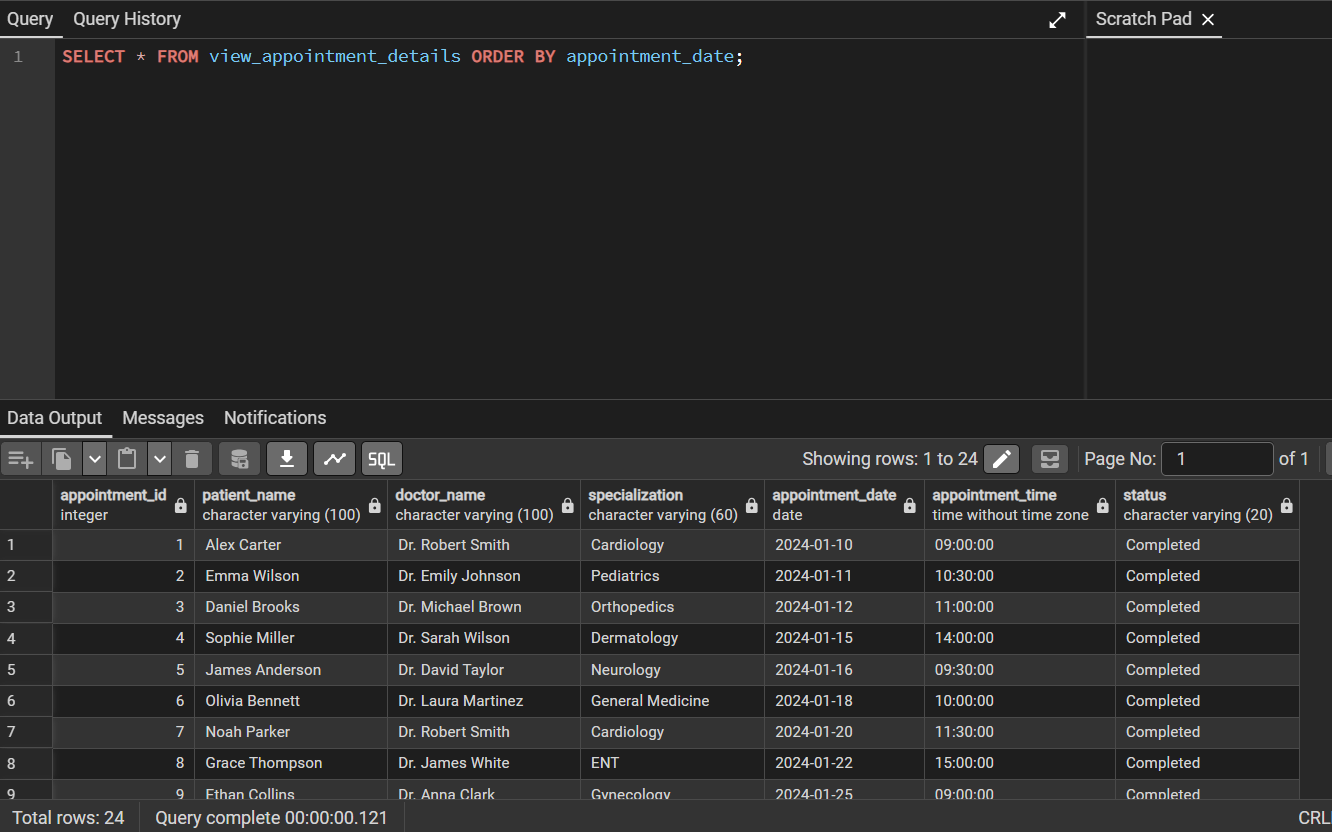 Query Query History Scratch Pad
1 SELECT * FROM view_appointment_details ORDER BY appointment_date;
Data Output Messages Notifications
SQL Showing rows: 1 to 24 Page No: 1 of 1
appointment_id patient_name doctor_name specialization appointment_date appointment_time status
integer character varying (100) character varying (100) character varying (60) date time without time zone character varying (20)
1 1 Alex Carter Dr. Robert Smith Cardiology 2024-01-10 09:00:00 Completed
2 2 Emma Wilson Dr. Emily Johnson Pediatrics 2024-01-11 10:30:00 Completed
3 3 Daniel Brooks Dr. Michael Brown Orthopedics 2024-01-12 11:00:00 Completed
4 4 Sophie Miller Dr. Sarah Wilson Dermatology 2024-01-15 14:00:00 Completed
5 5 James Anderson Dr. David Taylor Neurology 2024-01-16 09:30:00 Completed
6 6 Olivia Bennett Dr. Laura Martinez General Medicine 2024-01-18 10:00:00 Completed
7 7 Noah Parker Dr. Robert Smith Cardiology 2024-01-20 11:30:00 Completed
8 8 Grace Thompson Dr. James White ENT 2024-01-22 15:00:00 Completed
9 9 Ethan Collins Dr. Anna Clark Gynecology 2024-01-25 09:00:00 Completed
Total rows: 24 Query complete 00:00:00.121 CRL